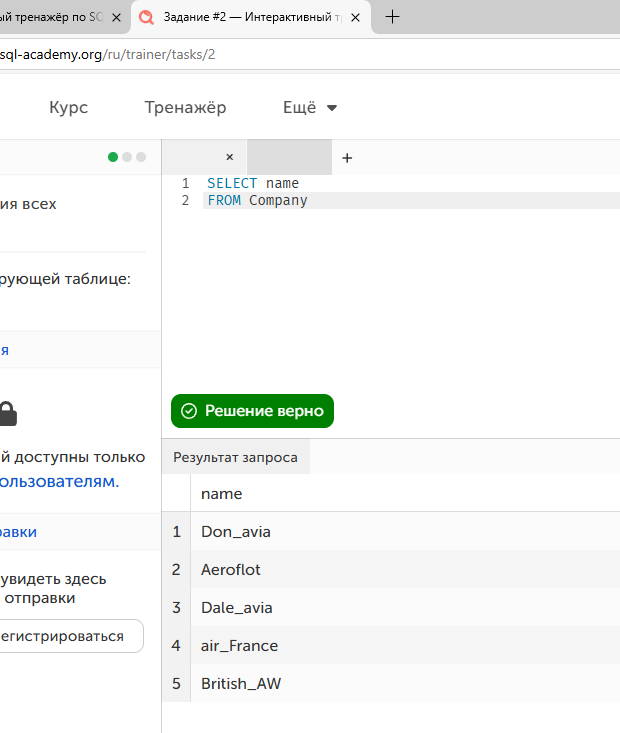 ый тренажёр по SQ
Задание #2 — Интерактивный т
sql-academy.org/ru/trainer/tasks/2
Курс
Тренажёр
Ещё
ия всех
рующей таблице:
я
й доступны только
ользователям.
равки
увидеть здесь
отправки
егистрироваться
1 SELECT name
2 FROM Company
Решение верно
Результат запроса
name
1 Don_avia
2 Aeroflot
3 Dale_avia
4 air_France
5 British_AW